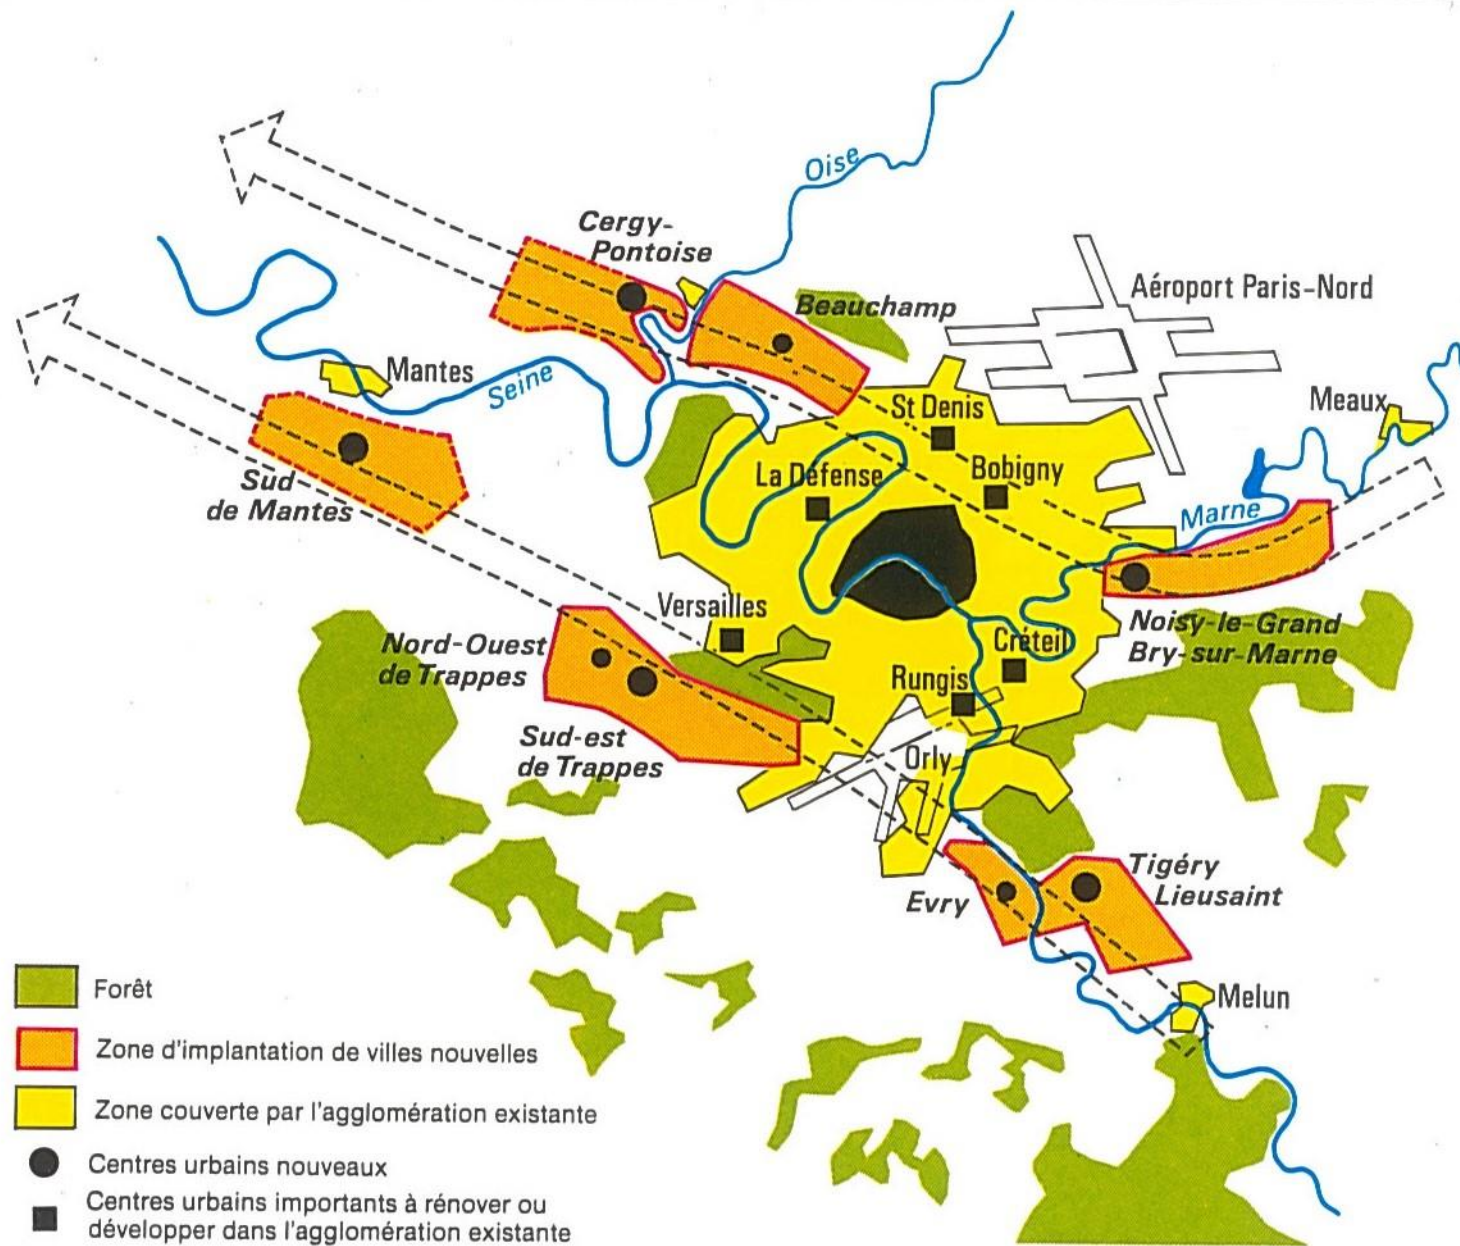 Oise
Cergy-
Pontoise
Beauchamp
Aéroport Paris-Nord
Mantes
Seine
Meaux
St Denis
La Défense
Bobigny
Sud
de Mantes
Marne
Versailles
Nord-Ouest
de Trappes
Créteil
Noisy-le-Grand
Bry-sur-Marne
Rungis
Sud-est
de Trappes
Orly
Evry
Tigéry
Lieusaint
Melun
Forêt
Zone d'implantation de villes nouvelles
Zone couverte par l'agglomération existante
Centres urbains nouveaux
Centres urbains importants à rénover ou
développer dans l'agglomération existante